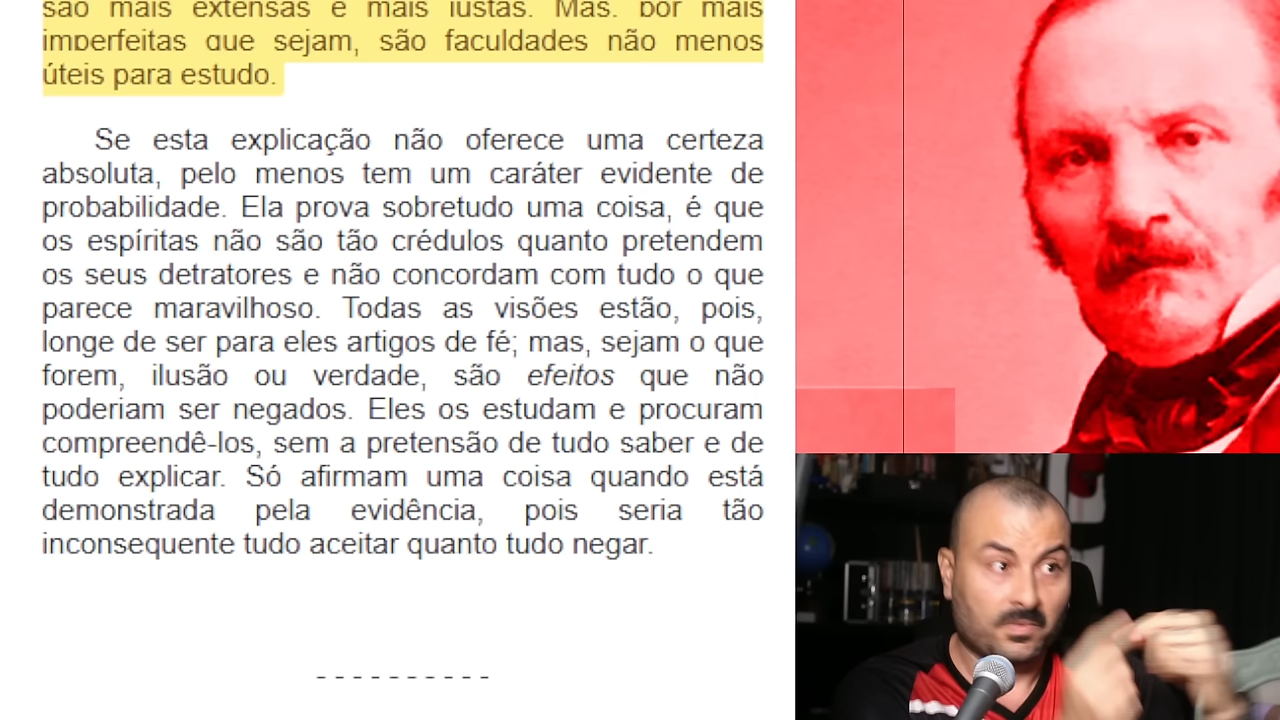 são mais extensas e mais justas. Mas, por mais
imperfeitas que sejam, são faculdades não menos
úteis para estudo.
Se esta explicação não oferece uma certeza
absoluta, pelo menos tem um caráter evidente de
probabilidade. Ela prova sobretudo uma coisa, é que
os espíritas não são tão crédulos quanto pretendem
os seus detratores e não concordam com tudo o que
parece maravilhoso. Todas as visões estão, pois,
longe de ser para eles artigos de fé; mas, sejam o que
forem, ilusão ou verdade, são efeitos que não
poderiam ser negados. Eles os estudam e procuram
compreendê-los, sem a pretensão de tudo saber e de
tudo explicar. Só afirmam uma coisa quando está
demonstrada pela evidência, pois seria tão
inconsequente tudo aceitar quanto tudo negar.
- - - - - - - - - -